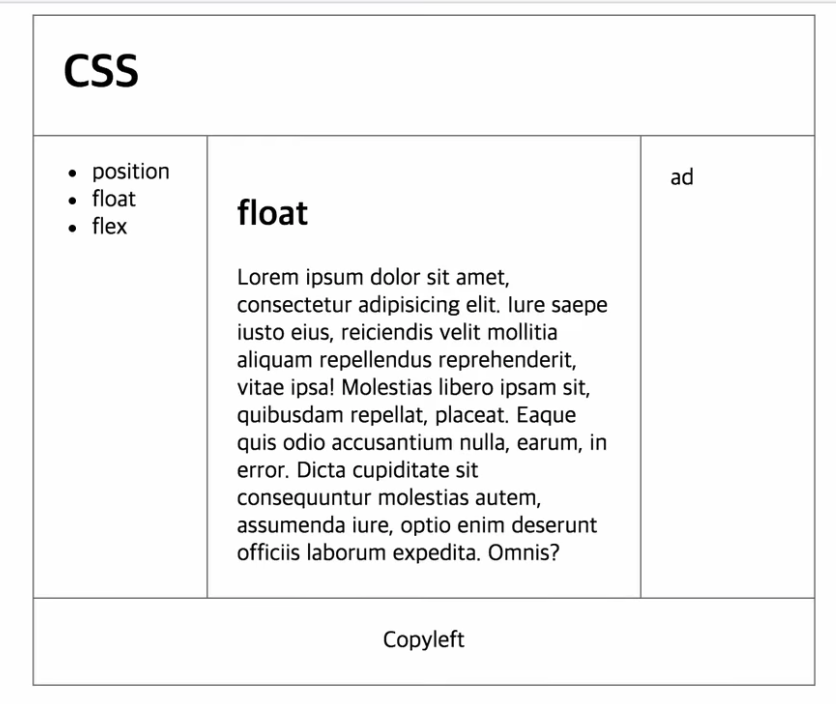 CSS
position
float
flex
float
Lorem ipsum dolor sit amet,
consectetur adipisicing elit. Iure saepe
iusto eius, reiciendis velit mollitia
aliquam repellendus reprehenderit,
vitae ipsa! Molestias libero ipsam sit,
quibusdam repellat, placeat. Eaque
quis odio accusantium nulla, earum, in
error. Dicta cupiditate sit
consequuntur molestias autem,
assumenda iure, optio enim deserunt
officiis laborum expedita. Omnis?
ad
Copyleft